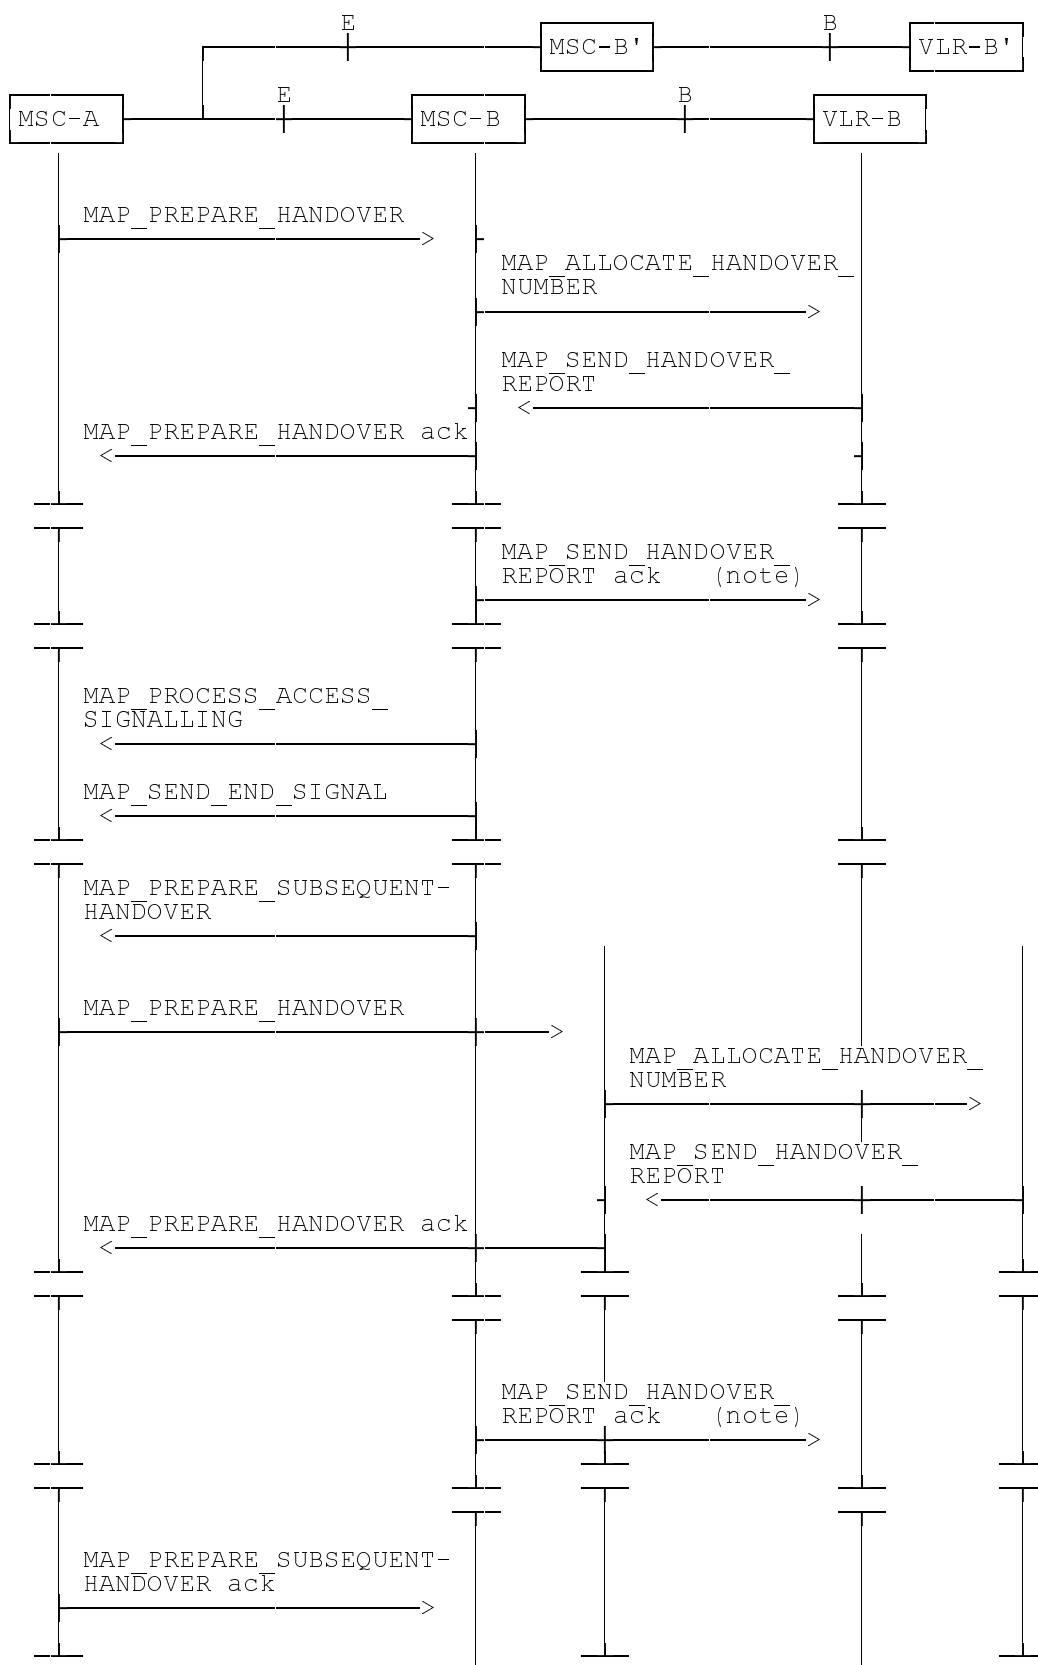 E B
MSC-B' VLR-B'
E B
MSC-A MSC-B VLR-B
MAP_PREPARE_HANDOVER
MAP_ALLOCATE_HANDOVER_
NUMBER
MAP_SEND_HANDOVER_
REPORT
MAP_PREPARE_HANDOVER ack
MAP_SEND_HANDOVER_
REPORT ack (note)
MAP_PROCESS_ACCESS_
SIGNALLING
MAP_SEND_END_SIGNAL
MAP_PREPARE_SUBSEQUENT-
HANDOVER
MAP_PREPARE_HANDOVER
MAP_ALLOCATE_HANDOVER_
NUMBER
MAP_SEND_HANDOVER_
REPORT
MAP_PREPARE_HANDOVER ack
MAP_SEND_HANDOVER_
REPORT ack (note)
MAP_PREPARE_SUBSEQUENT-
HANDOVER ack